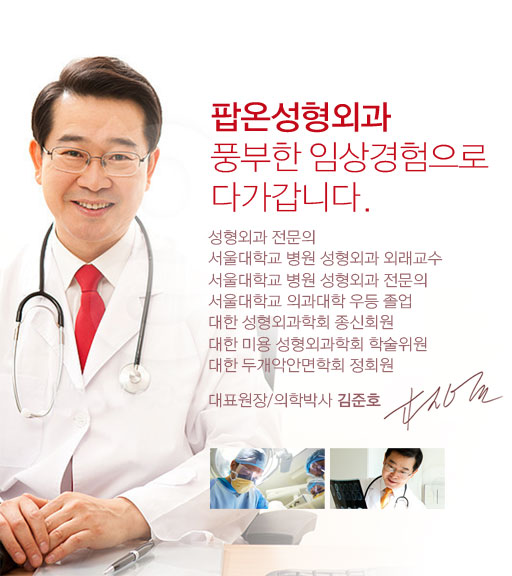 팝온성형외과
풍부한 임상경험으로
다가갑니다.
성형외과 전문의
서울대학교 병원 성형외과 외래교수
서울대학교 병원 성형외과 전문의
서울대학교 의과대학 우등 졸업
대한 성형외과학회 종신회원
대한 미용 성형외과학회 학술위원
대한 두개악안면학회 정회원
대표원장/의학박사 김준호